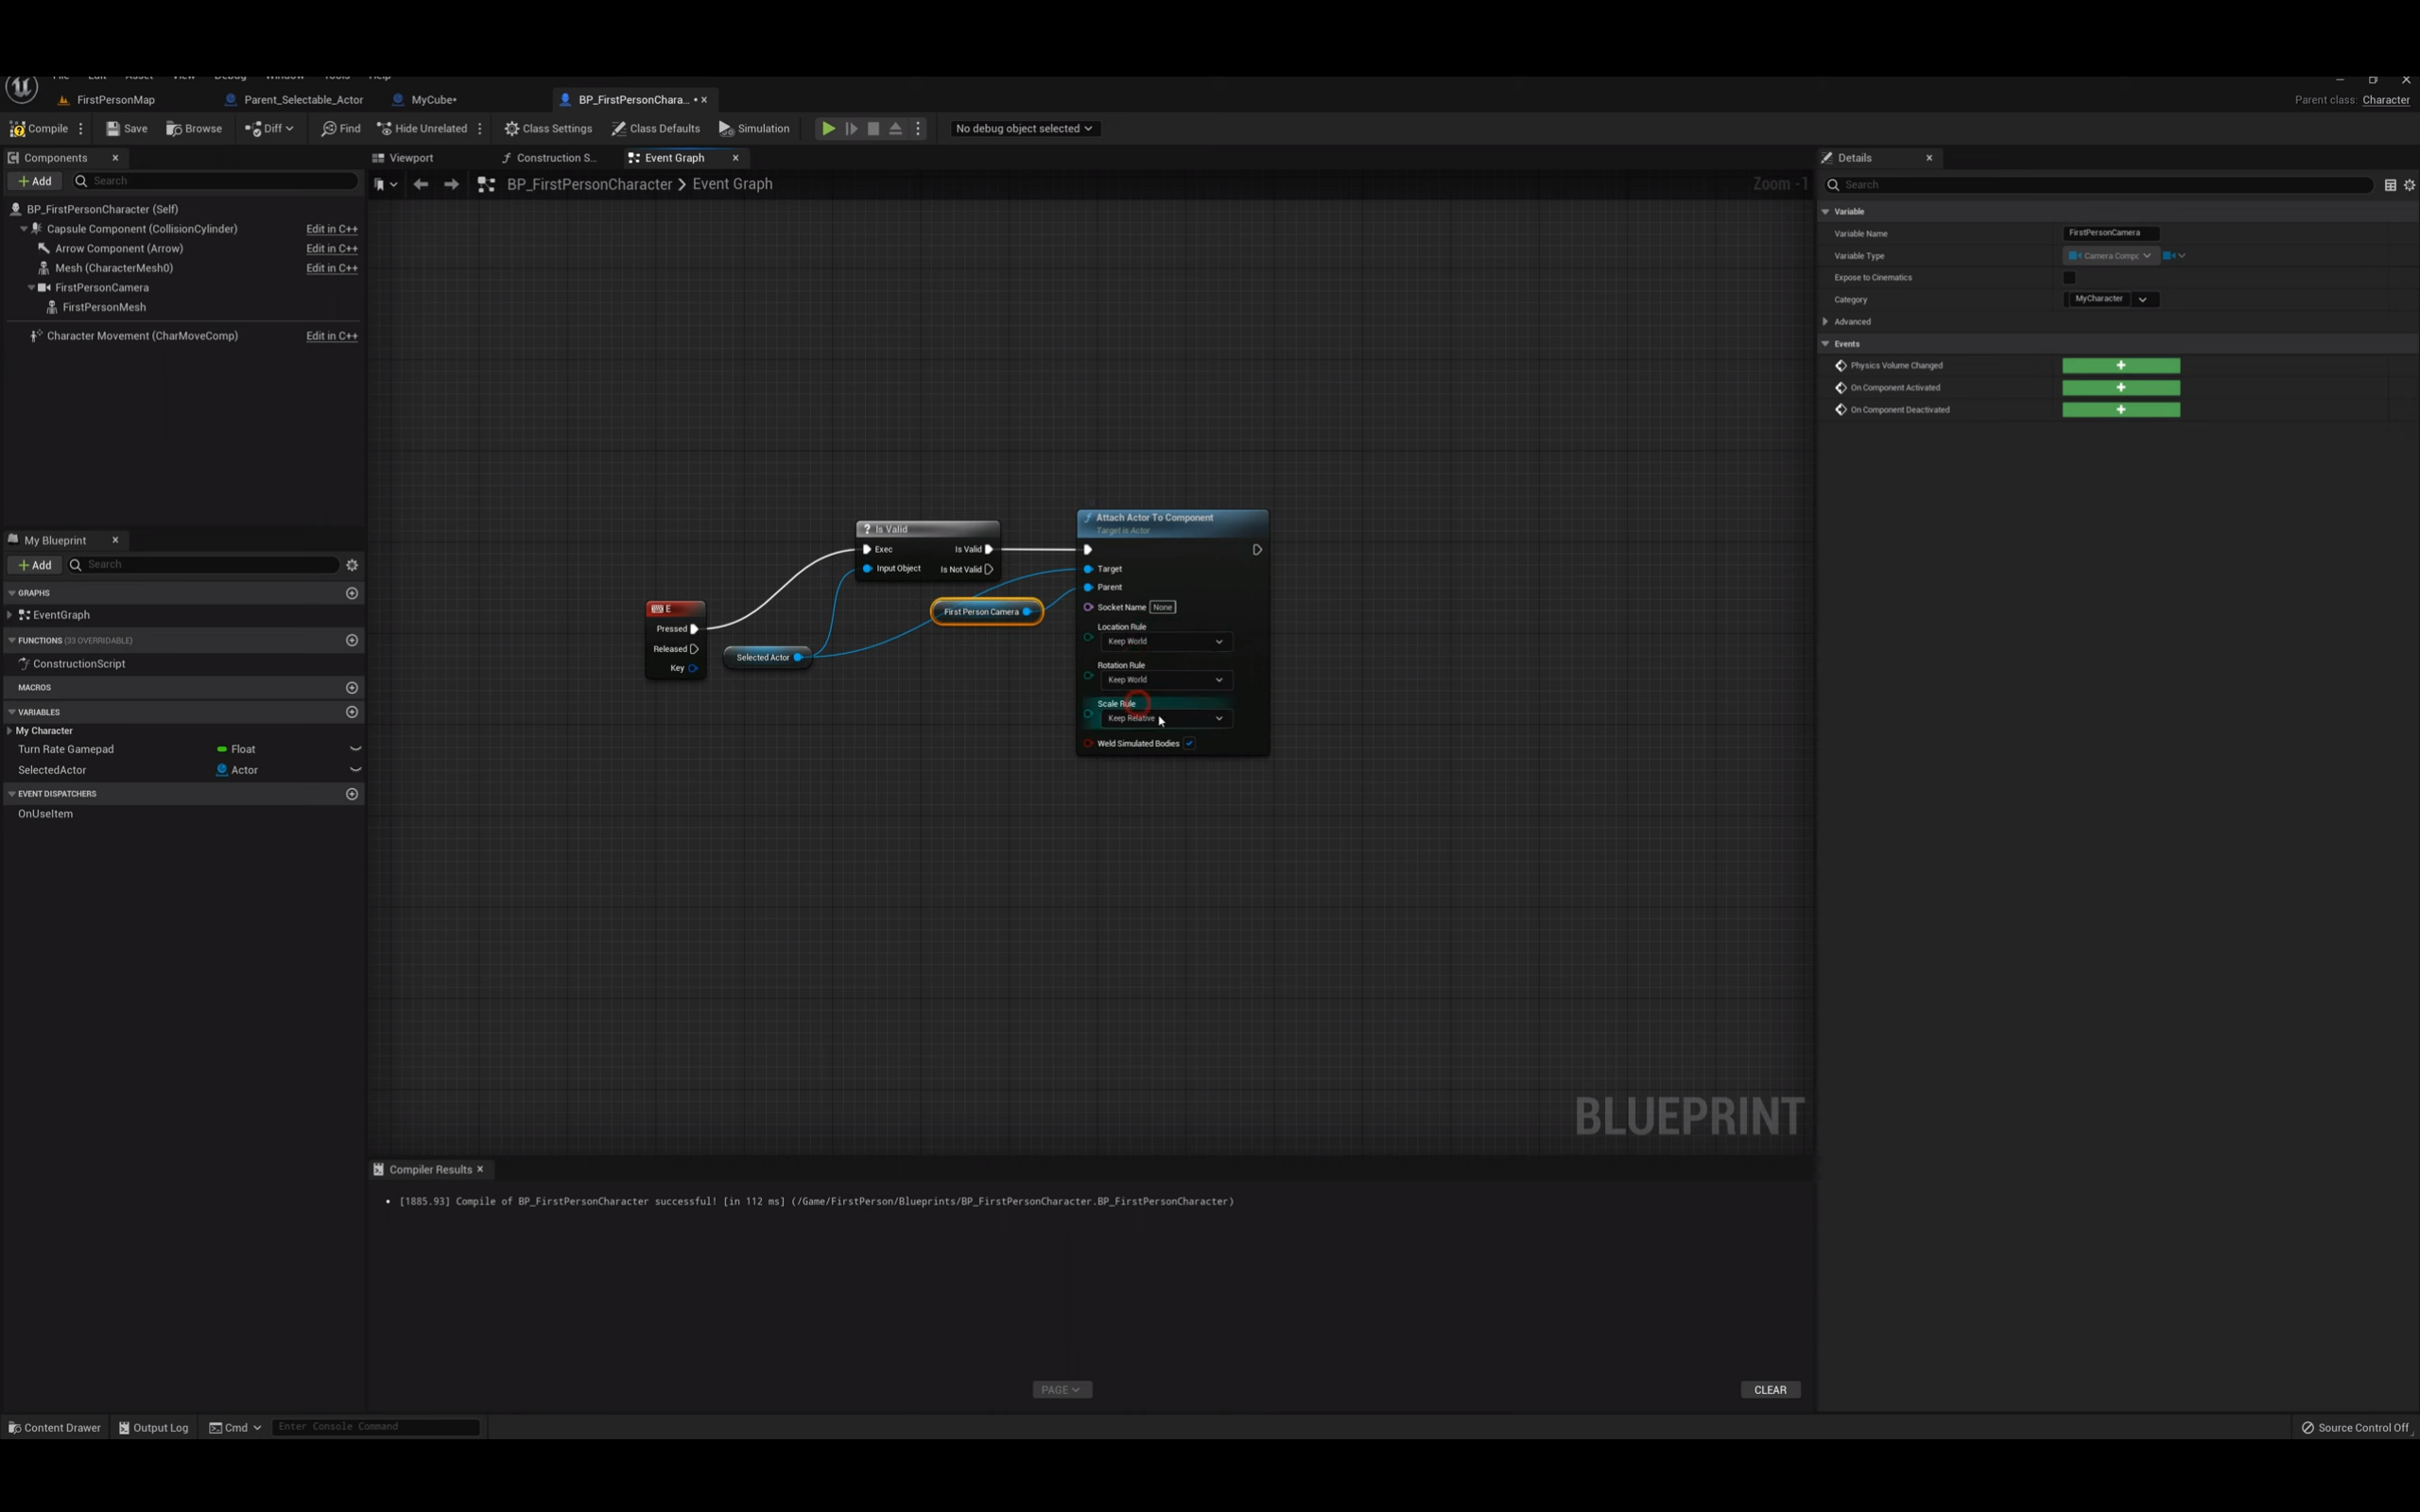 File Edit Asset View Debug Window Tools Help
FirstPersonMap Parent_Selectable_Actor MyCube• BP_FirstPersonChara... •
Parent class: Character
Compile Save Browse Diff Find Hide Unrelated Class Settings Class Defaults Simulation No debug object selected
Components
Add Search
BP_FirstPersonCharacter (Self)
Capsule Component (CollisionCylinder) Edit in C++
Arrow Component (Arrow) Edit in C++
Mesh (CharacterMesh0) Edit in C++
FirstPersonCamera
FirstPersonMesh
Character Movement (CharMoveComp) Edit in C++
My Blueprint
Add Search
GRAPHS
EventGraph
FUNCTIONS (33 OVERRIDABLE)
ConstructionScript
MACROS
VARIABLES
My Character
Turn Rate Gamepad Float
SelectedActor Actor
EVENT DISPATCHERS
OnUseItem
Viewport Construction S... Event Graph
BP_FirstPersonCharacter > Event Graph
Zoom -1
Is Valid
Exec Is Valid
Input Object Is Not Valid
E
Pressed
Released
Key
Selected Actor
First Person Camera
Attach Actor To Component
Target is Actor
Target
Parent
Socket Name None
Location Rule
Keep World
Rotation Rule
Keep World
Scale Rule
Keep Relative
Weld Simulated Bodies
BLUEPRINT
Compiler Results
[1885.93] Compile of BP_FirstPersonCharacter successful! [in 112 ms] (/Game/FirstPerson/Blueprints/BP_FirstPersonCharacter.BP_FirstPersonCharacter)
PAGE
CLEAR
Details
Search
Variable
Variable Name FirstPersonCamera
Variable Type Camera Compc
Expose to Cinematics
Category MyCharacter
Advanced
Events
Physics Volume Changed
On Component Activated
On Component Deactivated
Content Drawer Output Log Cmd Enter Console Command
Source Control Off